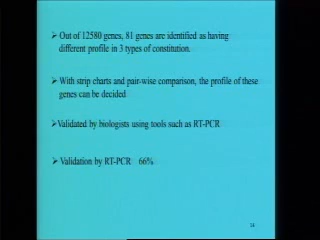 ➢ Out of 12580 genes, 81 genes are identified as having
different profile in 3 types of constitution.
➢ With strip charts and pair-wise comparison, the profile of these
genes can be decided
➢Validated by biologists using tools such as RT-PCR
➢ Validation by RT-PCR 66%